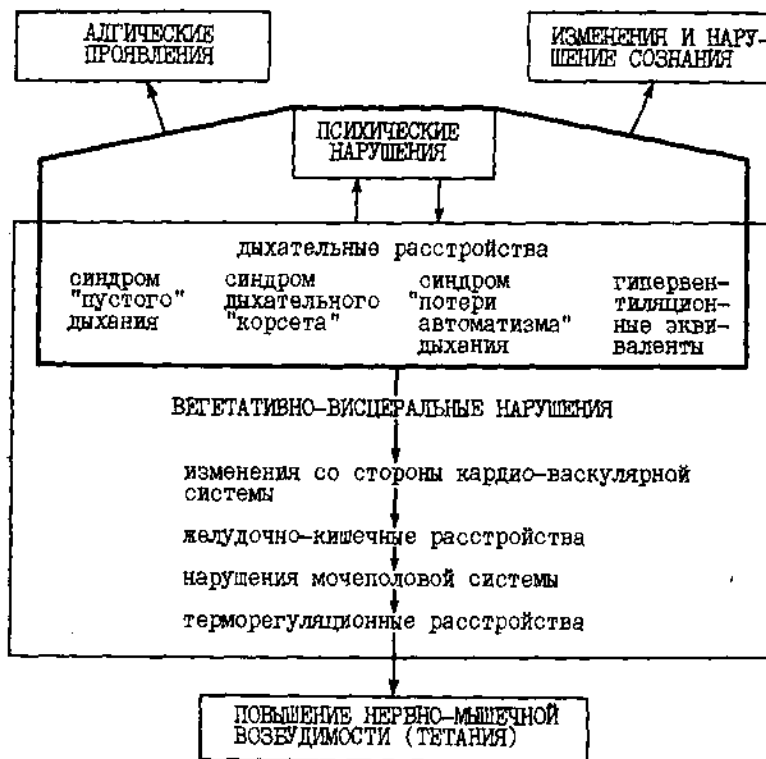 АЛГИЧЕСКИЕ
ПРОЯВЛЕНИЯ
ИЗМЕНЕНИЯ И НАРУ-
ШЕНИЕ СОЗНАНИЯ
ПСИХИЧЕСКИЕ
НАРУШЕНИЯ
дыхательные расстройства
синдром
"пустого"
дыхания
синдром
дыхательного
"корсета"
синдром
"потери
автоматизма"
дыхания
гипервен-
тиляцион-
ные экви-
валенты
ВЕГЕТАТИВНО-ВИСЦЕРАЛЬНЫЕ НАРУШЕНИЯ
изменения со стороны кардио-васкулярной
системы
желудочно-кишечные расстройства
нарушения мочеполовой системы
терморегуляционные расстройства
ПОВЫШЕНИЕ НЕРВНО-МЫШЕЧНОЙ
ВОЗБУДИМОСТИ (ТЕТАНИЯ)